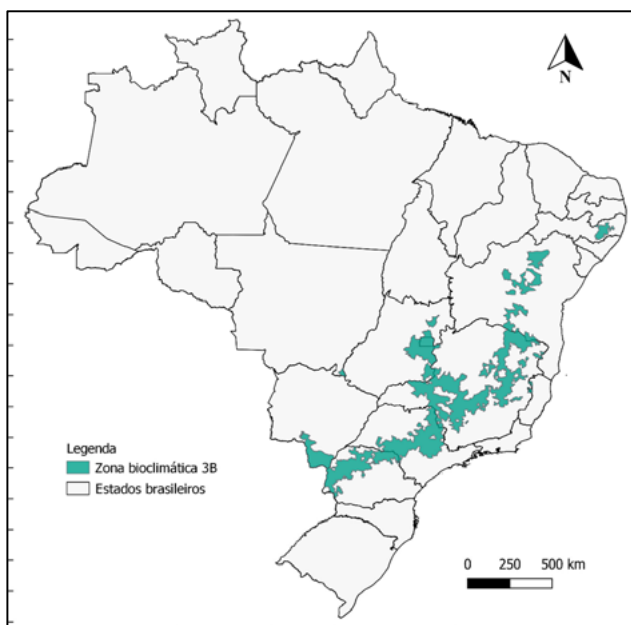 N
Legenda
Zona bioclimática 3B
Estados brasileiros
0 250 500 km